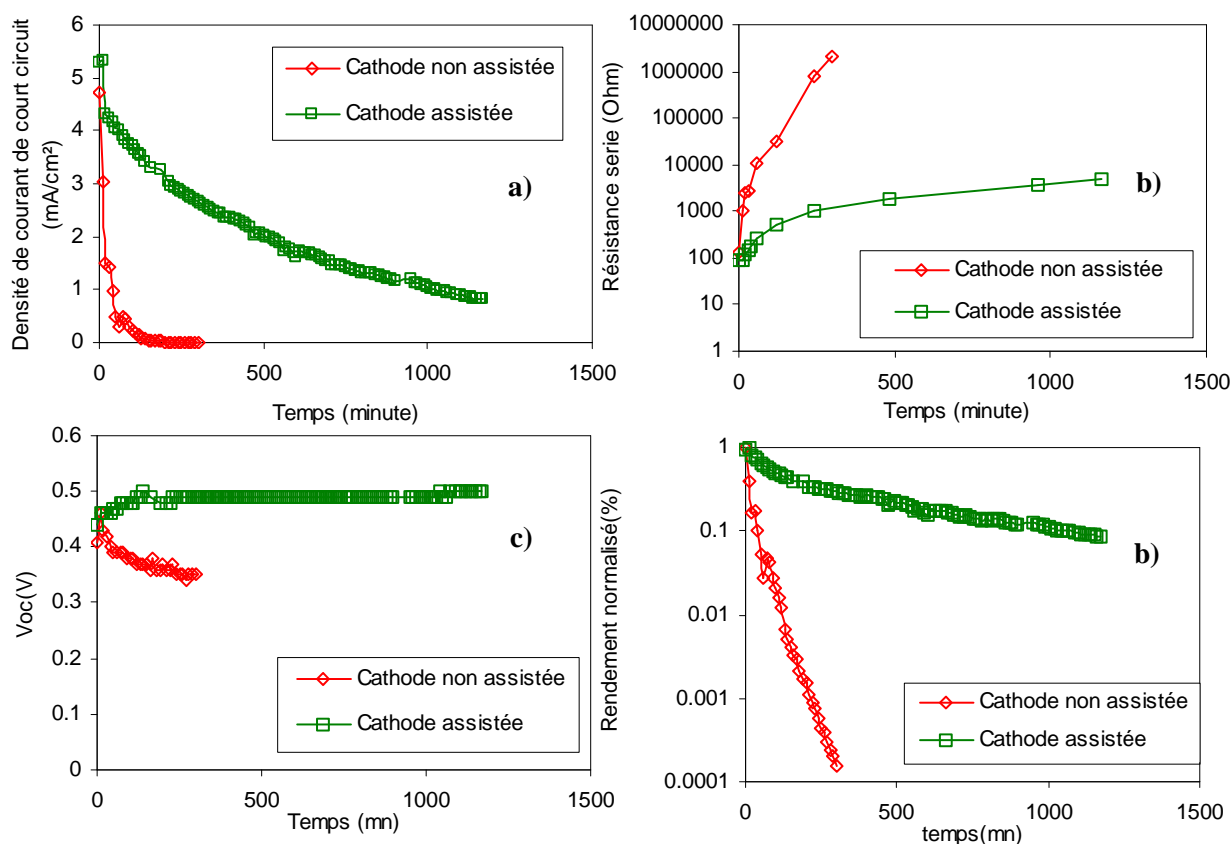 Densité de courant de court circuit
(mA/cm²)
6
5
4
3
2
1
0
Cathode non assistée
Cathode assistée
a)
0
500
1000
1500
Temps (minute)
Résistance serie (Ohm)
10000000
1000000
100000
10000
1000
100
10
1
b)
Cathode non assistée
Cathode assistée
0
500
1000
1500
Temps (minute)
Voc(V)
0.6
0.5
0.4
0.3
0.2
0.1
0
c)
Cathode non assistée
Cathode assistée
0
500
1000
1500
Temps (mn)
Rendement normalisé(%)
1
0.1
0.01
0.001
0.0001
b)
Cathode non assistée
Cathode assistée
0
500
1000
1500
temps(mn)